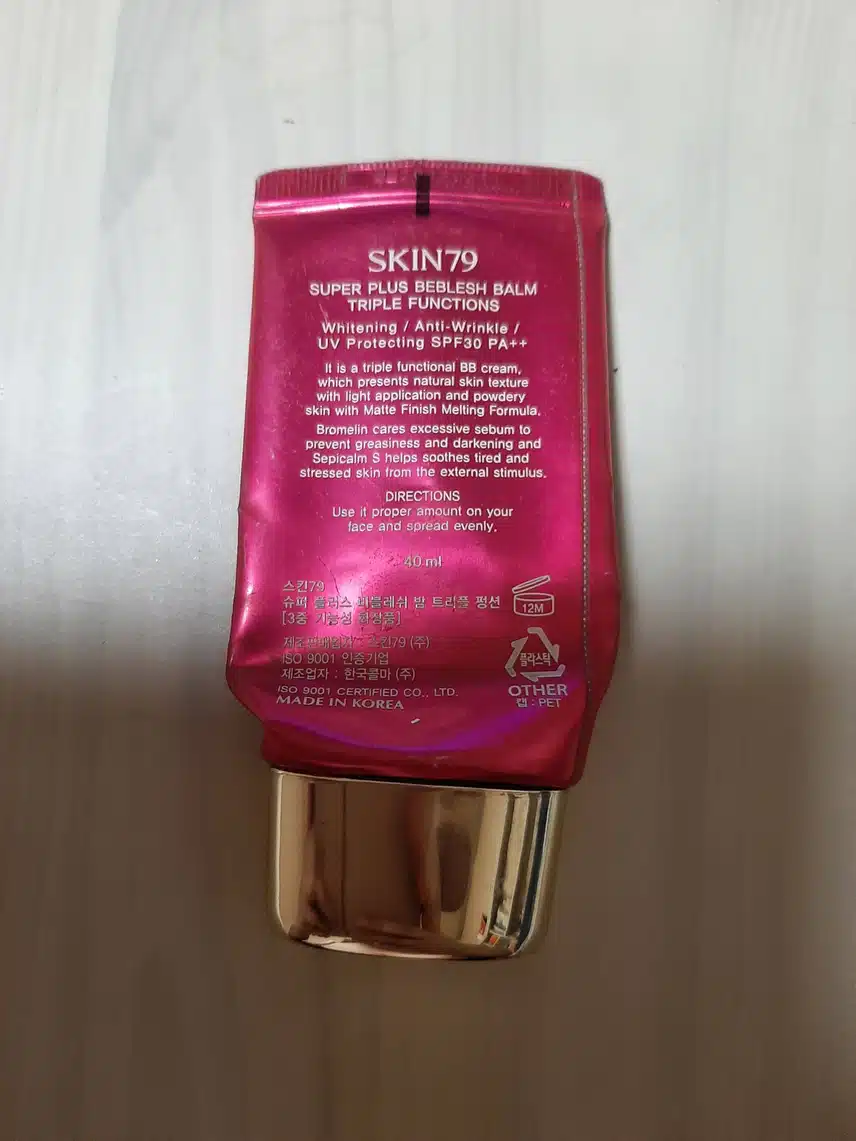 SKIN79
SUPER PLUS BEBLESH BALM
TRIPLE FUNCTIONS
Whitening / Anti-Wrinkle /
UV Protecting SPF30 PA++
It is a triple functional BB cream,
which presents natural skin texture
with light application and powdery
skin with Matte Finish Melting Formula.
Bromelin cares excessive sebum to
prevent greasiness and darkening and
Sepicalm S helps soothes tired and
stressed skin from the external stimulus.
DIRECTIONS
Use it proper amount on your
face and spread evenly.
40 ml
스킨79
슈퍼 플러스 비블레쉬 밤 트리플 펑션
[3중 기능성 화장품]
12M
제조판매업자 : 스킨79 (주)
ISO 9001 인증기업
제조업자 : 한국콜마 (주)
ISO 9001 CERTIFIED CO., LTD.
MADE IN KOREA
플라스틱
OTHER
캡 : PET